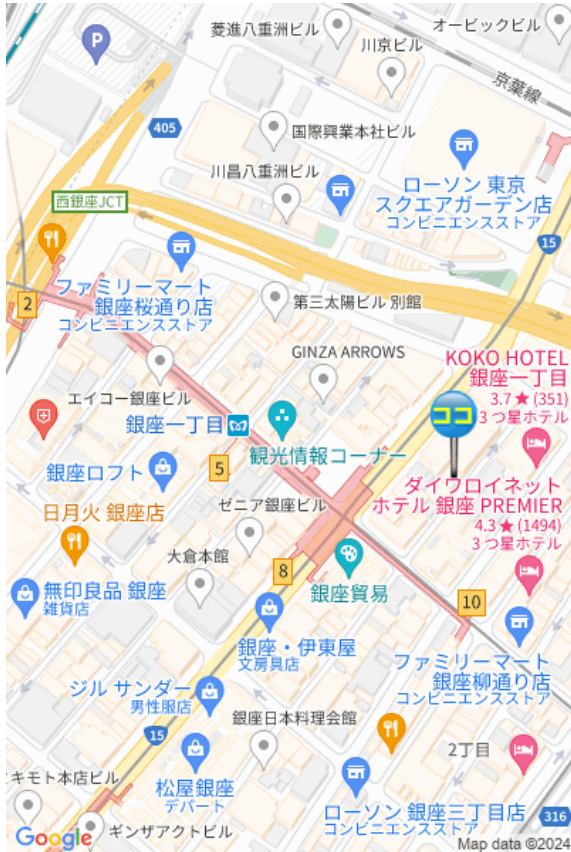 オービックビル
菱進八重洲ビル
川京ビル
P
京葉線
405
国際興業本社ビル
川昌八重洲ビル
ローソン 東京
スクエアガーデン店
コンビニエンスストア
西銀座JCT
15
ファミリーマート
銀座桜通り店
コンビニエンスストア
2
第三太陽ビル 別館
GINZA ARROWS
KOKO HOTEL
銀座一丁目
3.7 ★ (351)
3 つ星ホテル
エイコー銀座ビル
ココ
銀座一丁目
観光情報コーナー
銀座ロフト
5
ダイワロイネット
ホテル 銀座 PREMIER
4.3 ★ (1494)
3 つ星ホテル
日月火 銀座店
ゼニア銀座ビル
大倉本館
無印良品 銀座
雑貨店
8
銀座貿易
10
銀座・伊東屋
文房具店
ファミリーマート
銀座柳通り店
コンビニエンスストア
ジル サンダー
男性服店
銀座日本料理会館
15
2丁目
松屋銀座
デパート
キモト本店ビル
ローソン 銀座三丁目店
コンビニエンスストア
316
Google
ギンザアクトビル
Map data ©2024